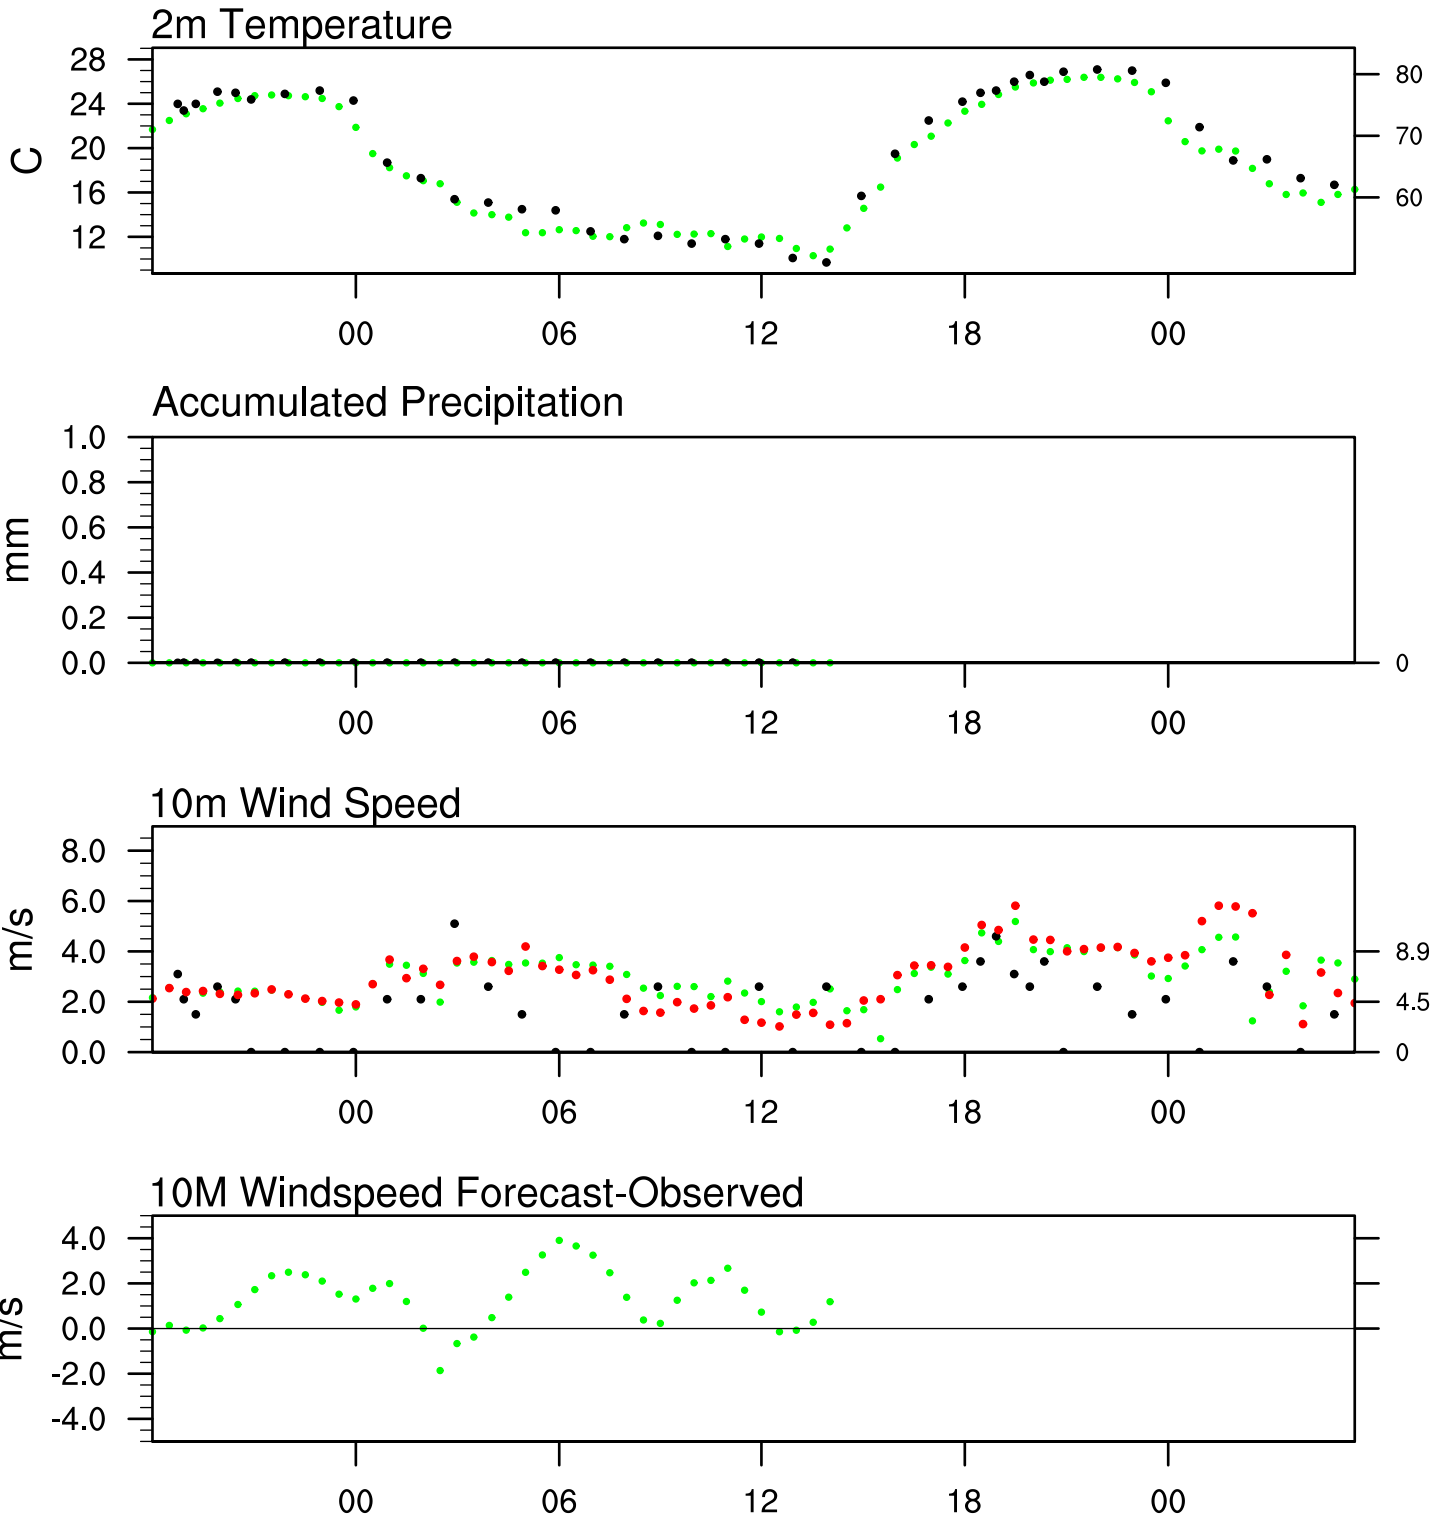 2m Temperature
28
24
20
16
12
C
80
70
60
00 06 12 18 00
Accumulated Precipitation
1.0
0.8
0.6
0.4
0.2
0.0
mm
0
00 06 12 18 00
10m Wind Speed
8.0
6.0
4.0
2.0
0.0
m/s
8.9
4.5
0
00 06 12 18 00
10M Windspeed Forecast-Observed
4.0
2.0
0.0
-2.0
-4.0
m/s
00 06 12 18 00